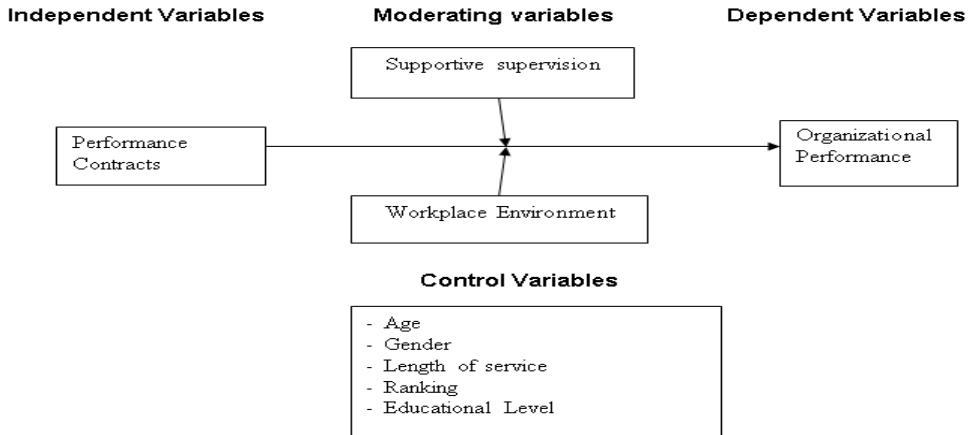 Independent Variables
Moderating variables
Dependent Variables
Supportive supervision
Performance
Contracts
Organizational
Performance
Workplace Environment
Control Variables
- Age
- Gender
- Length of service
- Ranking
- Educational Level